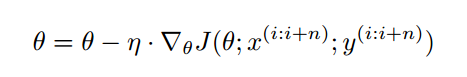 θ = θ − η · ∇_θ J(θ; x^{(i:i+n)}; y^{(i:i+n)})